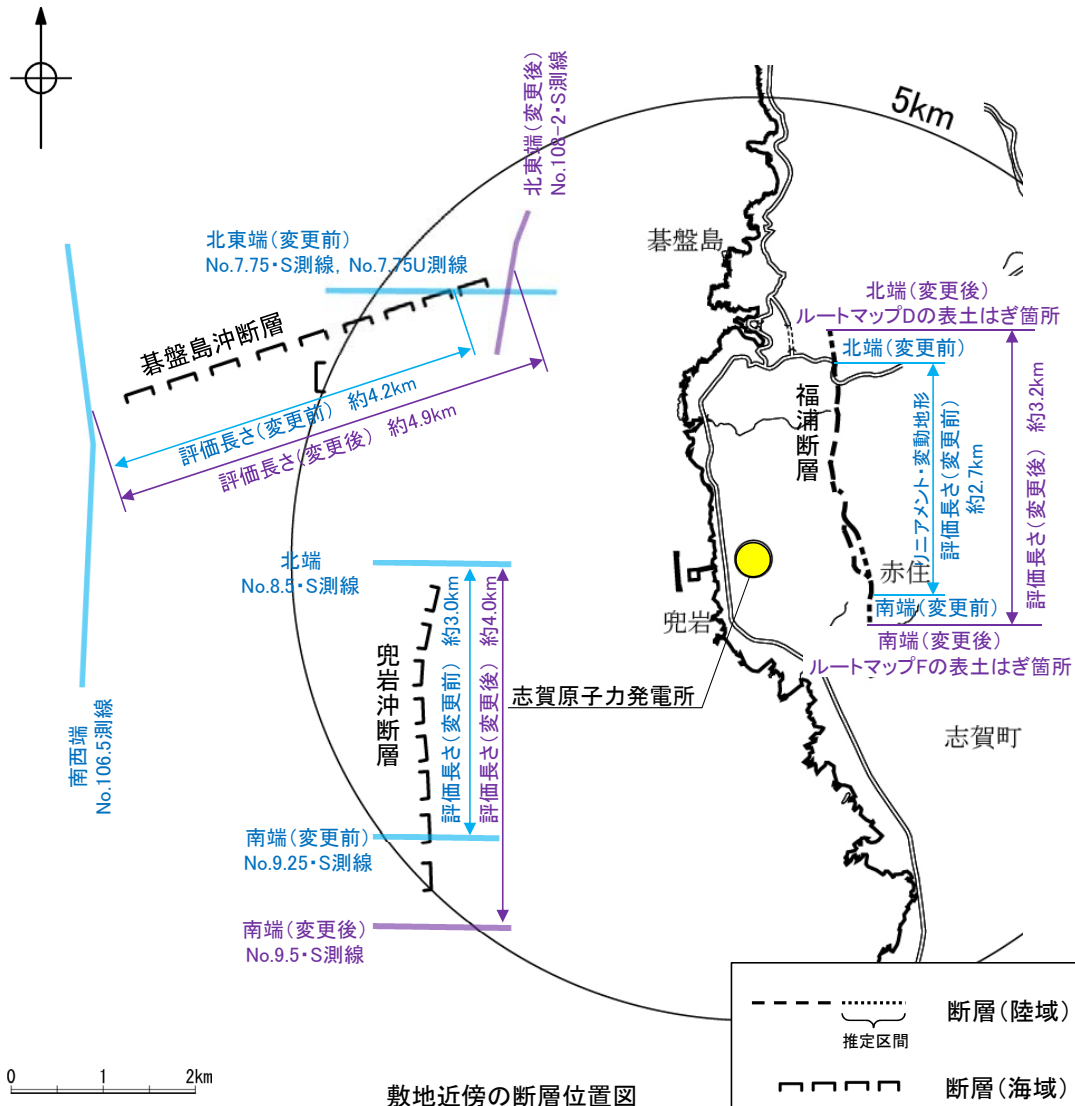 5km
北東端(変更後)
No.108-2・S測線
北東端(変更前)
No.7.75・S測線, No.7.75U測線
碁盤島
碁盤島沖断層
評価長さ(変更前) 約4.2km
評価長さ(変更後) 約4.9km
北端(変更後)
ルートマップDの表土はぎ箇所
北端(変更前)
福浦断層
リニアメント・変動地形
評価長さ(変更前)
約2.7km
評価長さ(変更後) 約3.2km
赤住
南端(変更前)
南端(変更後)
ルートマップFの表土はぎ箇所
北端
No.8.5・S測線
兜岩沖断層
評価長さ(変更前) 約3.0km
評価長さ(変更後) 約4.0km
兜岩
志賀原子力発電所
志賀町
南西端
No.106.5測線
南端(変更前)
No.9.25・S測線
南端(変更後)
No.9.5・S測線
断層(陸域)
推定区間
断層(海域)
0 1 2km
敷地近傍の断層位置図